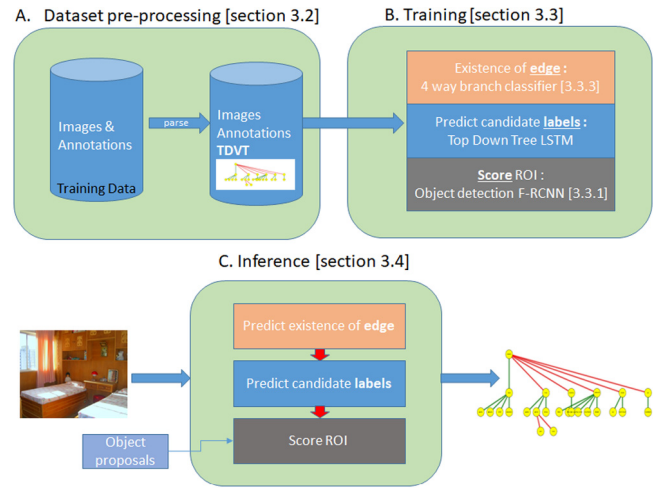 A. Dataset pre-processing [section 3.2]
Images &
Annotations
Training Data
parse
Images
Annotations
TDVT
B. Training [section 3.3]
Existence of edge :
4 way branch classifier [3.3.3]
Predict candidate labels :
Top Down Tree LSTM
Score ROI :
Object detection F-RCNN [3.3.1]
C. Inference [section 3.4]
Predict existence of edge
Predict candidate labels
Score ROI
Object
proposals